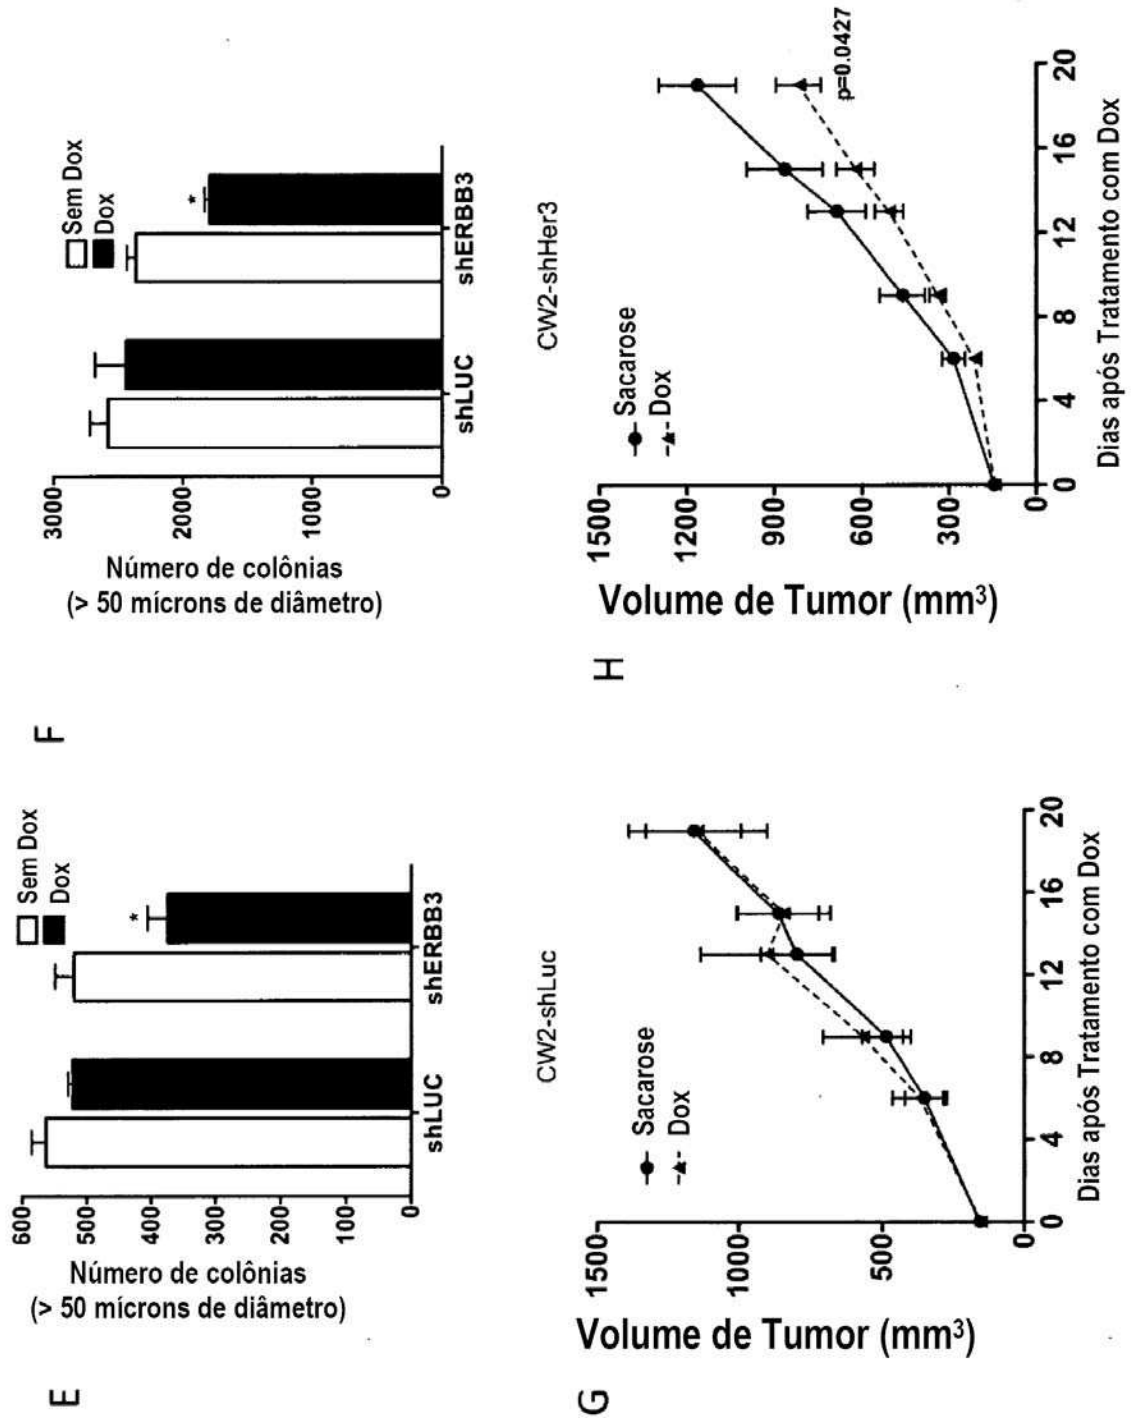 E
Número de colônias
(> 50 mícrons de diâmetro)
600
500
400
300
200
100
0
Sem Dox
Dox
*
shLUC
shERBB3
F
Número de colônias
(> 50 mícrons de diâmetro)
3000
2000
1000
0
Sem Dox
Dox
*
shLUC
shERBB3
G
CW2-shLuc
Volume de Tumor (mm³)
1500
1000
500
0
Sacarose
Dox
0 4 8 12 16 20
Dias após Tratamento com Dox
H
CW2-shHer3
Volume de Tumor (mm³)
1500
1200
900
600
300
0
Sacarose
Dox
p=0.0427
0 4 8 12 16 20
Dias após Tratamento com Dox